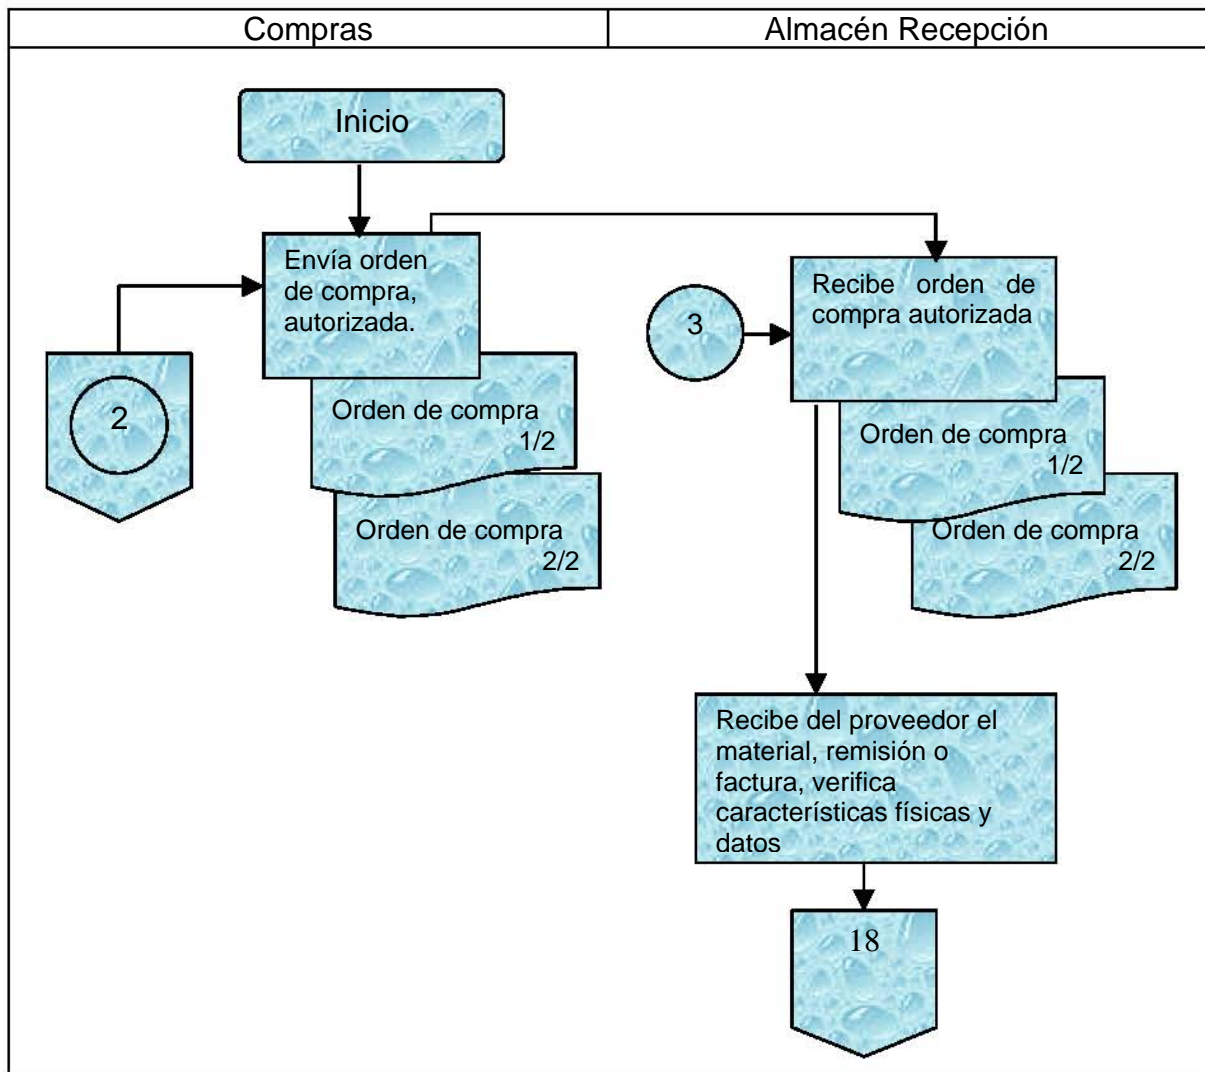 Compras
Almacén Recepción
Inicio
Envía orden
de compra,
autorizada.
2
Orden de compra
1/2
Orden de compra
2/2
3
Recibe orden de
compra autorizada
Orden de compra
1/2
Orden de compra
2/2
Recibe del proveedor el
material, remisión o
factura, verifica
características físicas y
datos
18